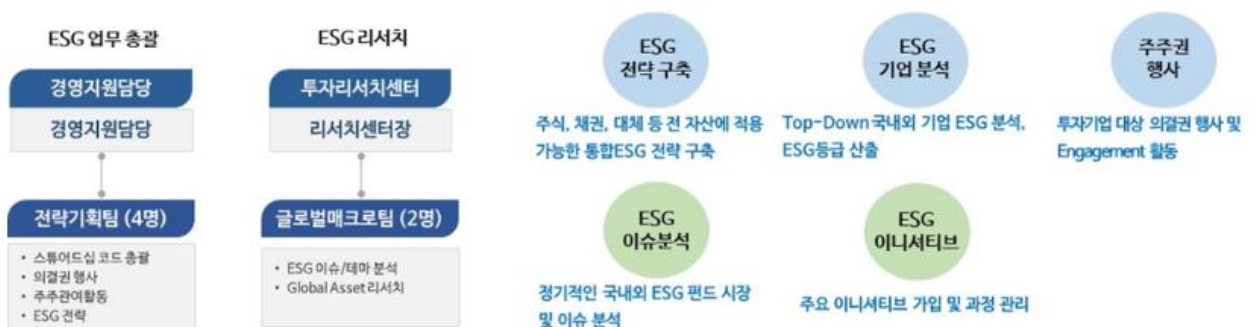 ESG 업무 총괄
경영지원담당
경영지원담당
전략기획팀 (4명)
• 스튜어드십 코드 총괄
• 의결권 행사
• 주주관여활동
• ESG 전략
ESG 리서치
투자리서치센터
리서치센터장
글로벌매크로팀 (2명)
• ESG 이슈/테마 분석
• Global Asset 리서치
ESG
전략 구축
주식, 채권, 대체 등 전 자산에 적용
가능한 통합ESG 전략 구축
ESG
기업 분석
Top-Down 국내외 기업 ESG 분석,
ESG등급 산출
주주권
행사
투자기업 대상 의결권 행사 및
Engagement 활동
ESG
이슈분석
정기적인 국내외 ESG 펀드 시장
및 이슈 분석
ESG
이니셔티브
주요 이니셔티브 가입 및 과정 관리